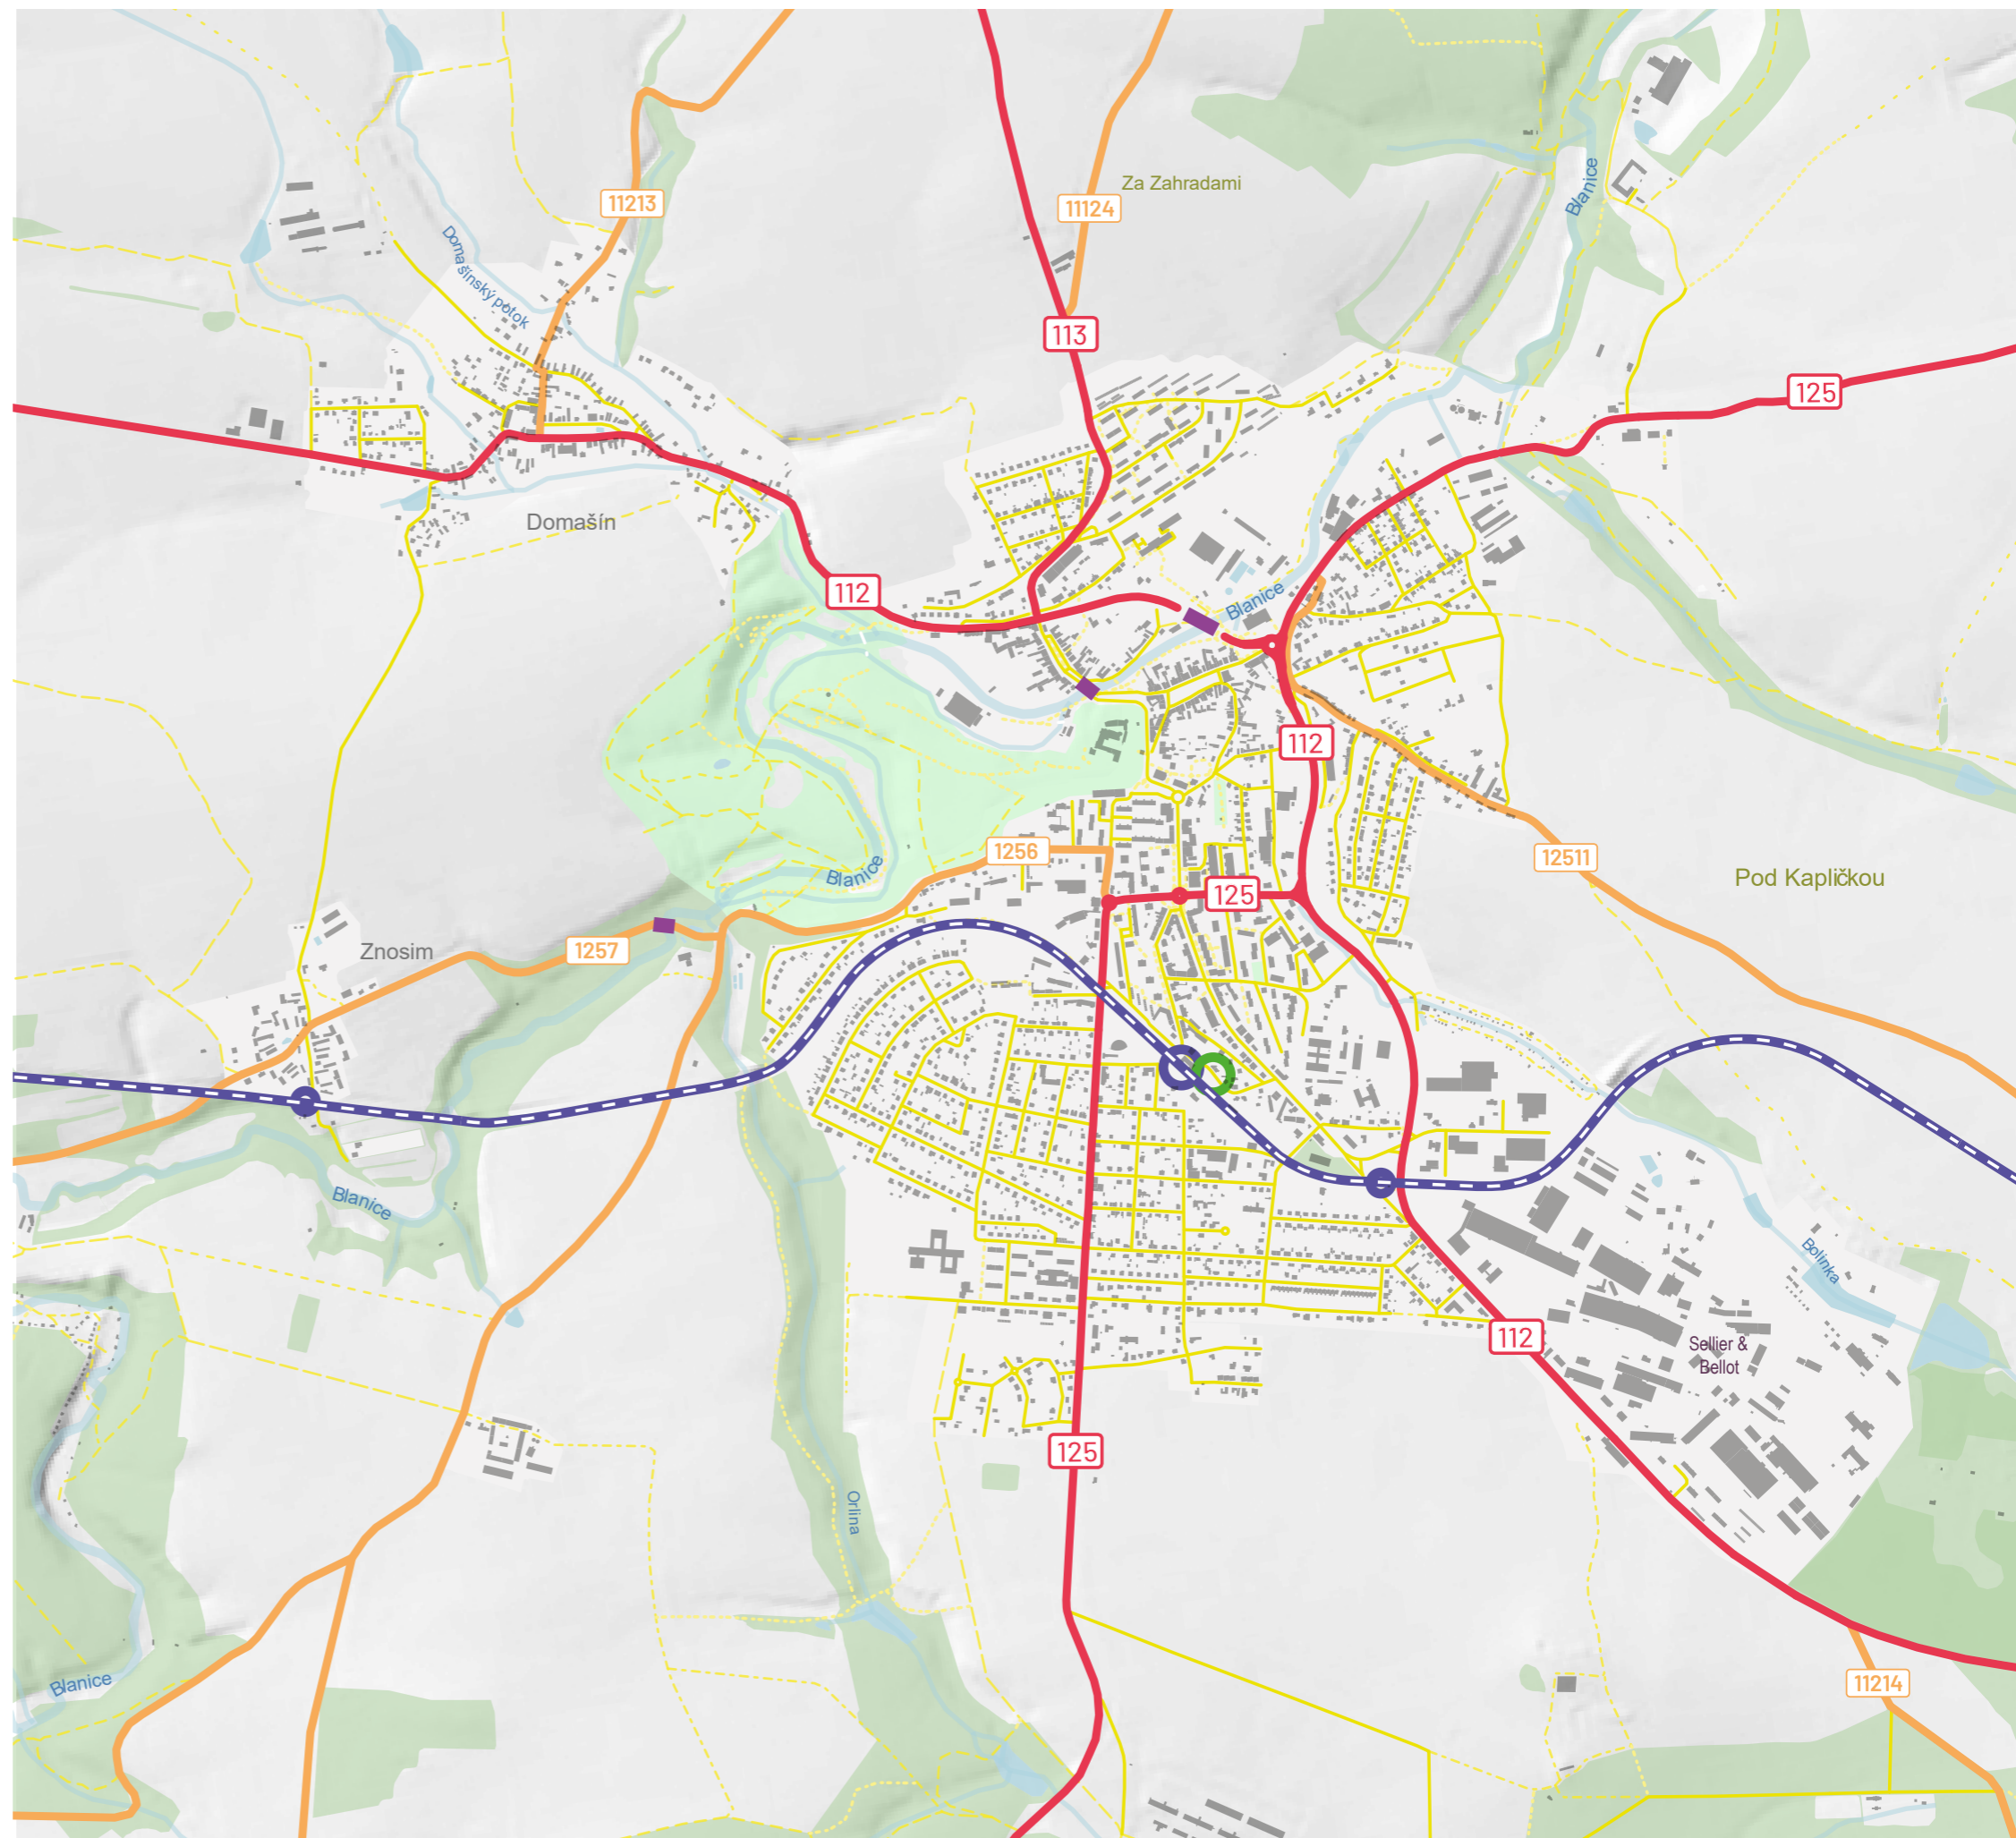 11213
Za Zahradami
11124
Blanice
Domašínský potok
113
125
Domašín
112
Blanice
112
1256
12511
Blanice
125
Pod Kapličkou
Znosim
1257
Blanice
Bolinka
112
Sellier &
Bellot
125
Orlina
Blanice
11214